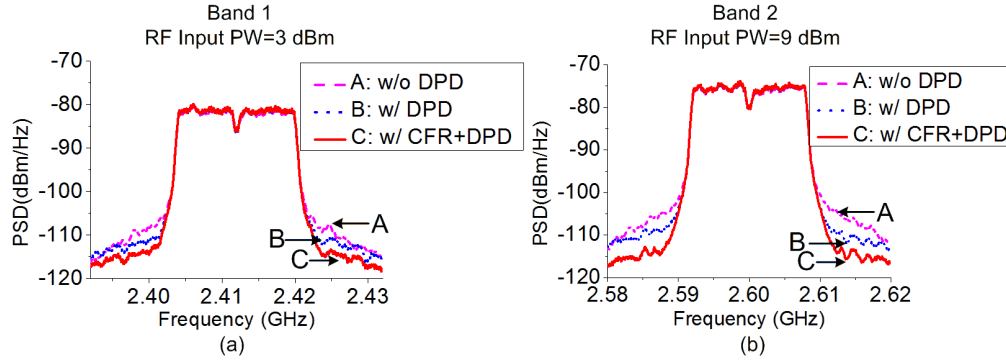 Band 1
RF Input PW=3 dBm
-70
-80
-90
-100
-110
-120
PSD(dBm/Hz)
A: w/o DPD
B: w/ DPD
C: w/ CFR+DPD
A
B
C
2.40
2.41
2.42
2.43
Frequency (GHz)
(a)
Band 2
RF Input PW=9 dBm
-70
-80
-90
-100
-110
-120
PSD(dBm/Hz)
A: w/o DPD
B: w/ DPD
C: w/ CFR+DPD
A
B
C
2.58
2.59
2.60
2.61
2.62
Frequency (GHz)
(b)